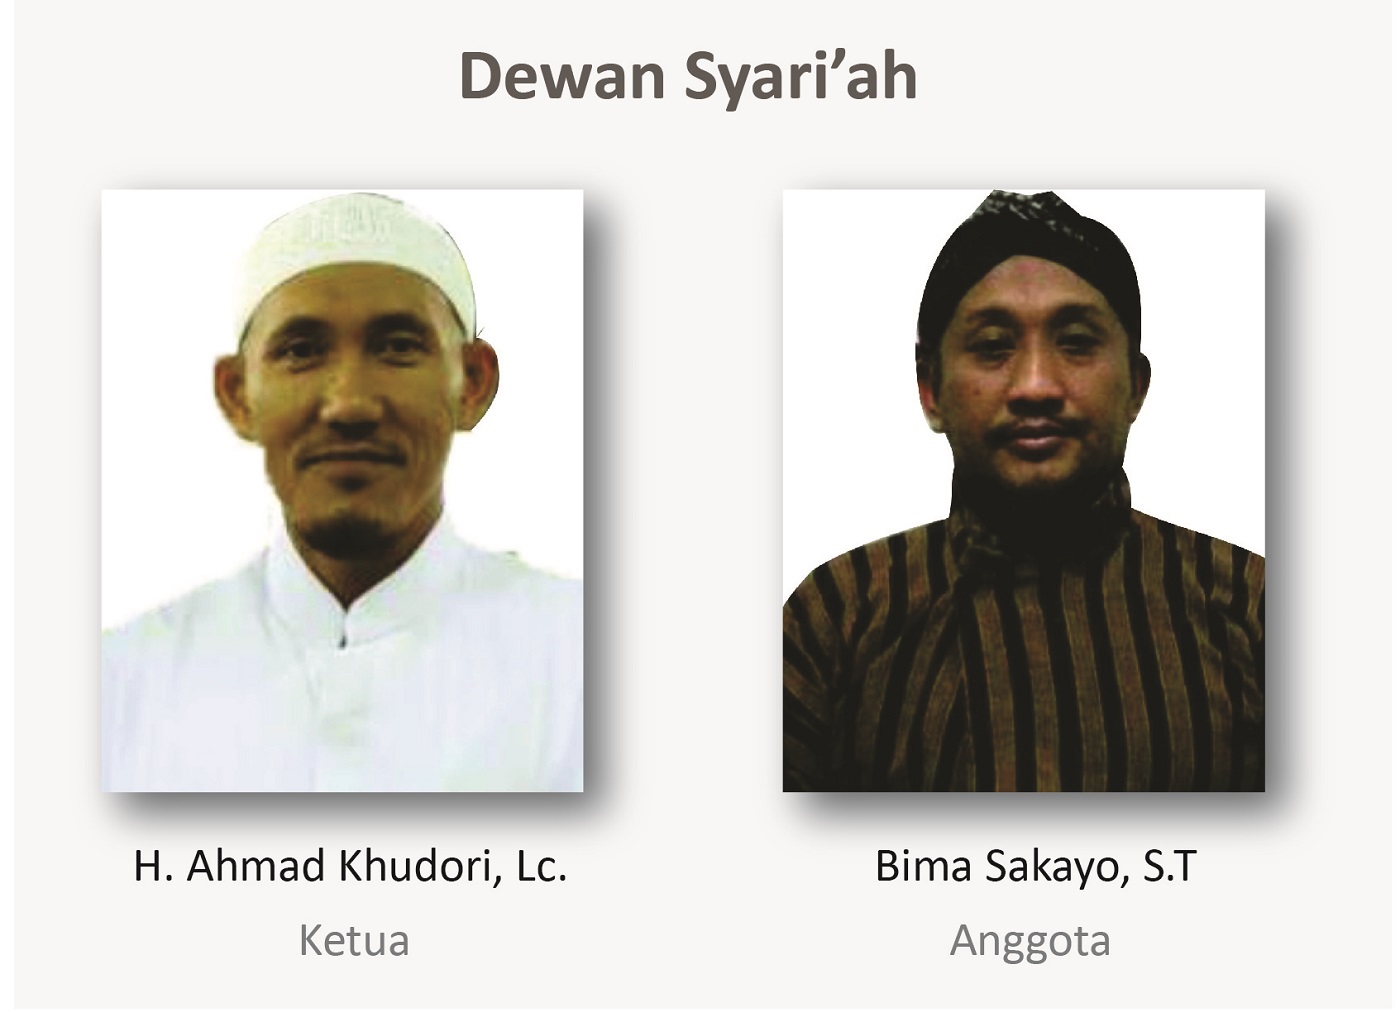 Dewan Syari’ah
H. Ahmad Khudori, Lc.
Bima Sakayo, S.T
Ketua
Anggota